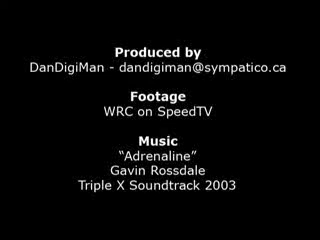 Produced by
DanDigiMan - dandigiman@sympatico.ca
Footage
WRC on SpeedTV
Music
“Adrenaline”
Gavin Rossdale
Triple X Soundtrack 2003